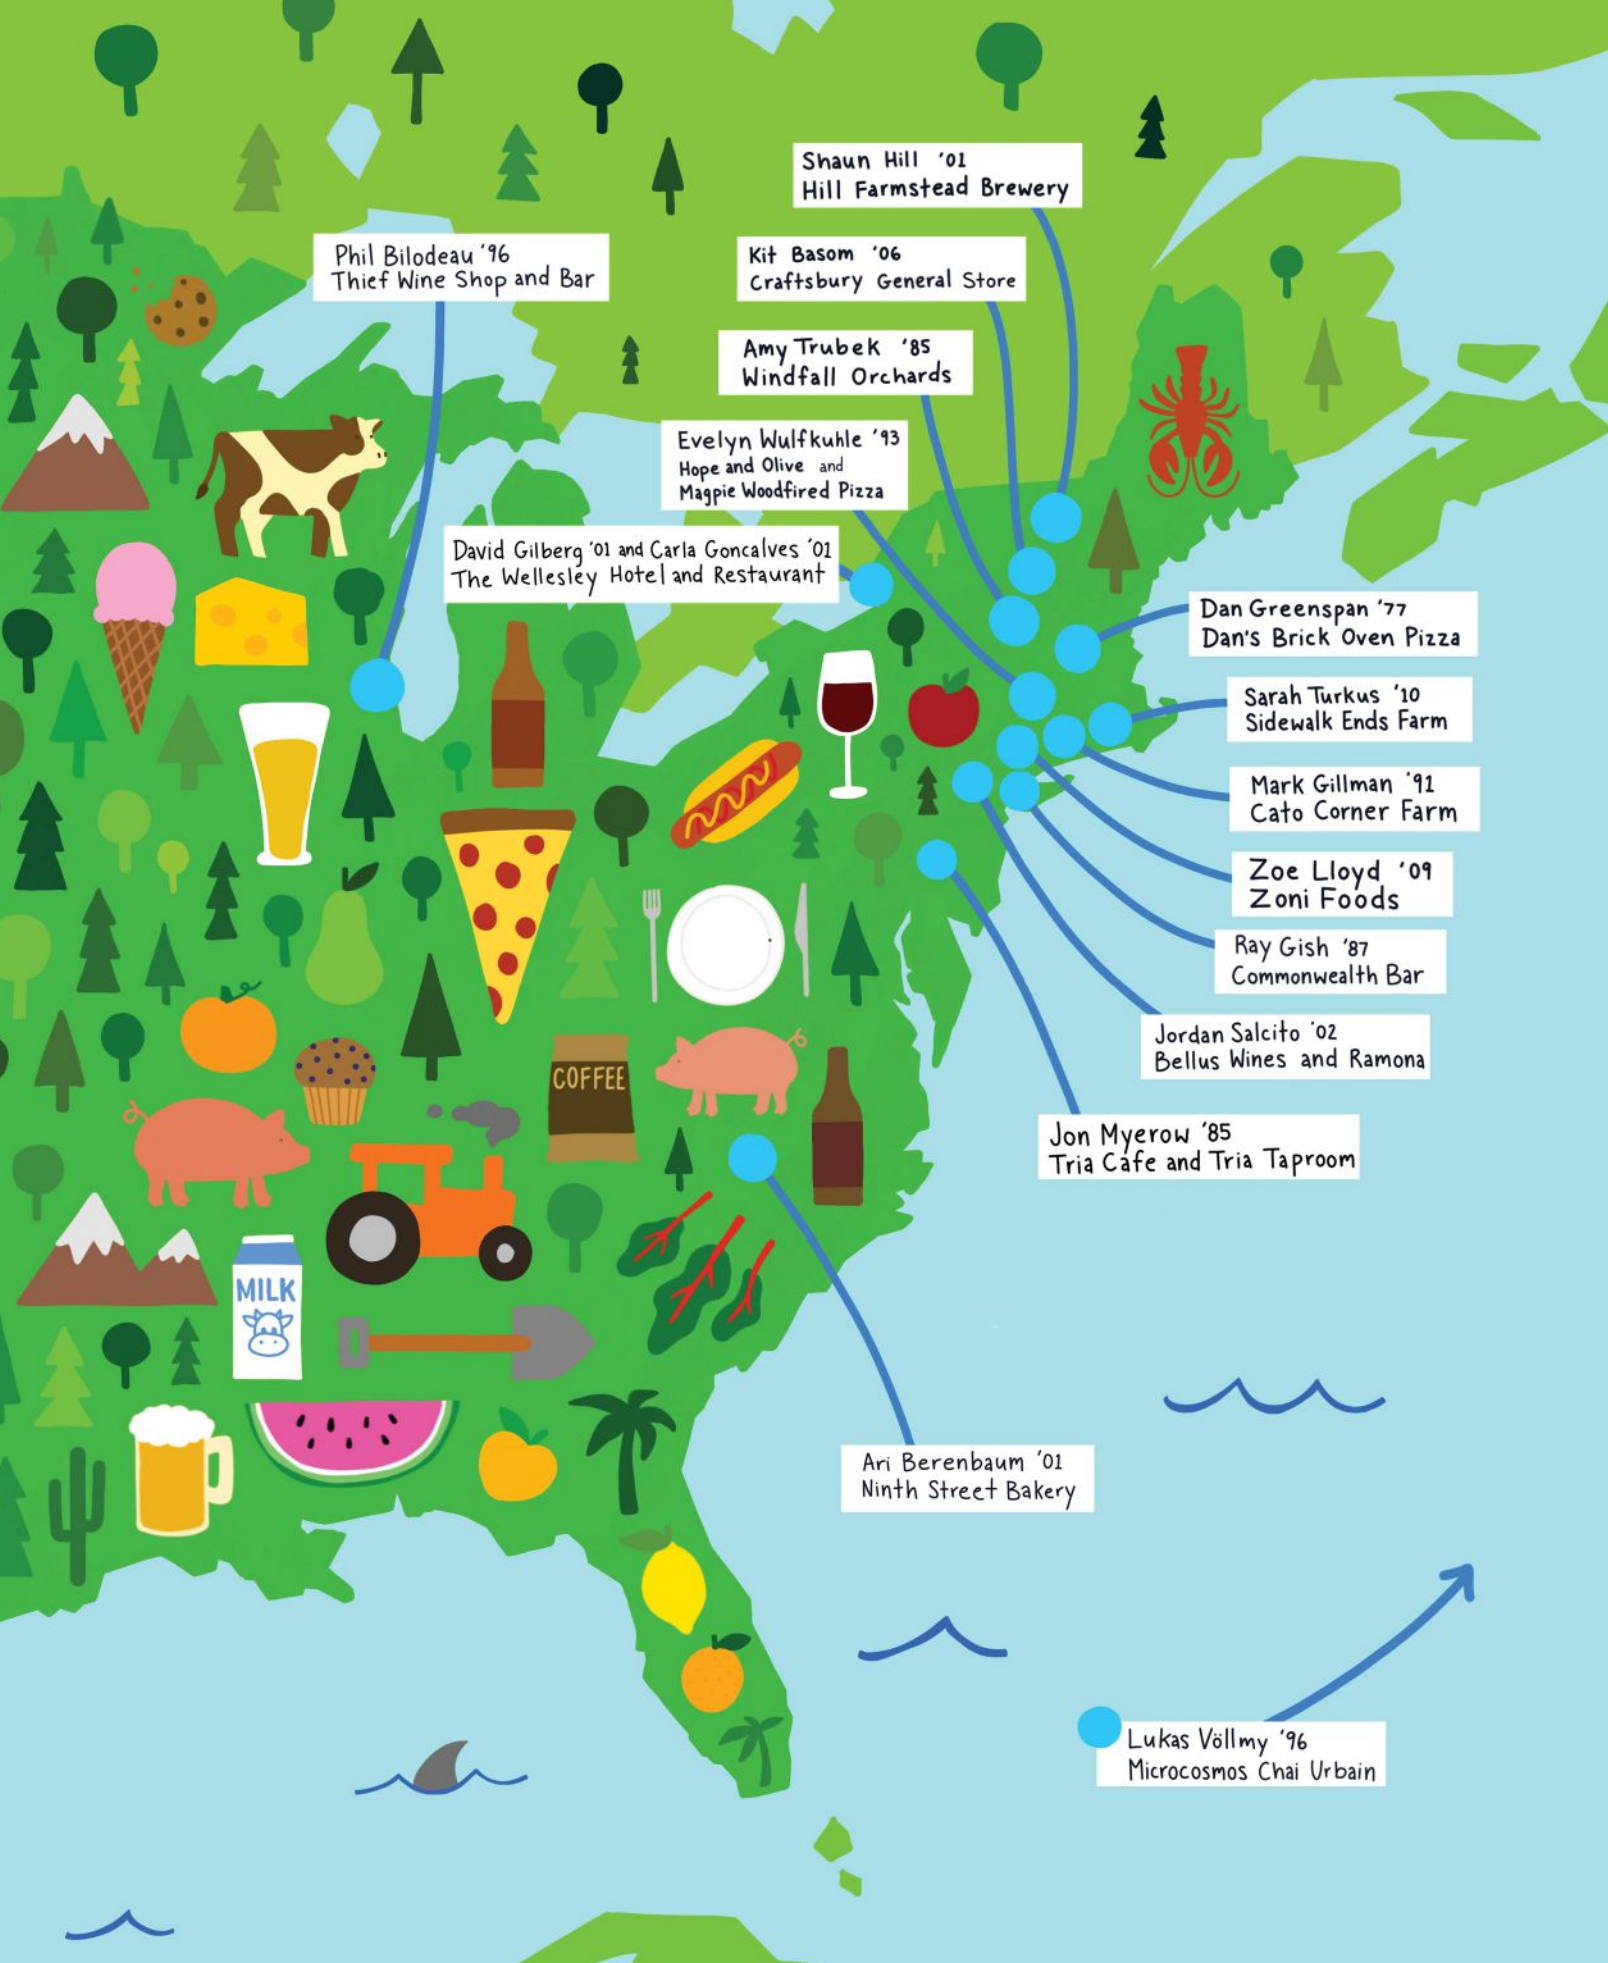 Shaun Hill '01
Hill Farmstead Brewery
Phil Bilodeau '96
Thief Wine Shop and Bar
Kit Basom '06
Craftsbury General Store
Amy Trubek '85
Windfall Orchards
Evelyn Wulfkuhle '93
Hope and Olive and
Magpie Woodfired Pizza
David Gilberg '01 and Carla Goncalves '01
The Wellesley Hotel and Restaurant
Dan Greenspan '77
Dan's Brick Oven Pizza
Sarah Turkus '10
Sidewalk Ends Farm
Mark Gillman '91
Cato Corner Farm
Zoe Lloyd '09
Zoni Foods
Ray Gish '87
Commonwealth Bar
Jordan Salcito '02
Bellus Wines and Ramona
COFFEE
Jon Myerow '85
Tria Cafe and Tria Taproom
MILK
Ari Berenbaum '01
Ninth Street Bakery
Lukas Völlmy '96
Microcosmos Chai Urbain